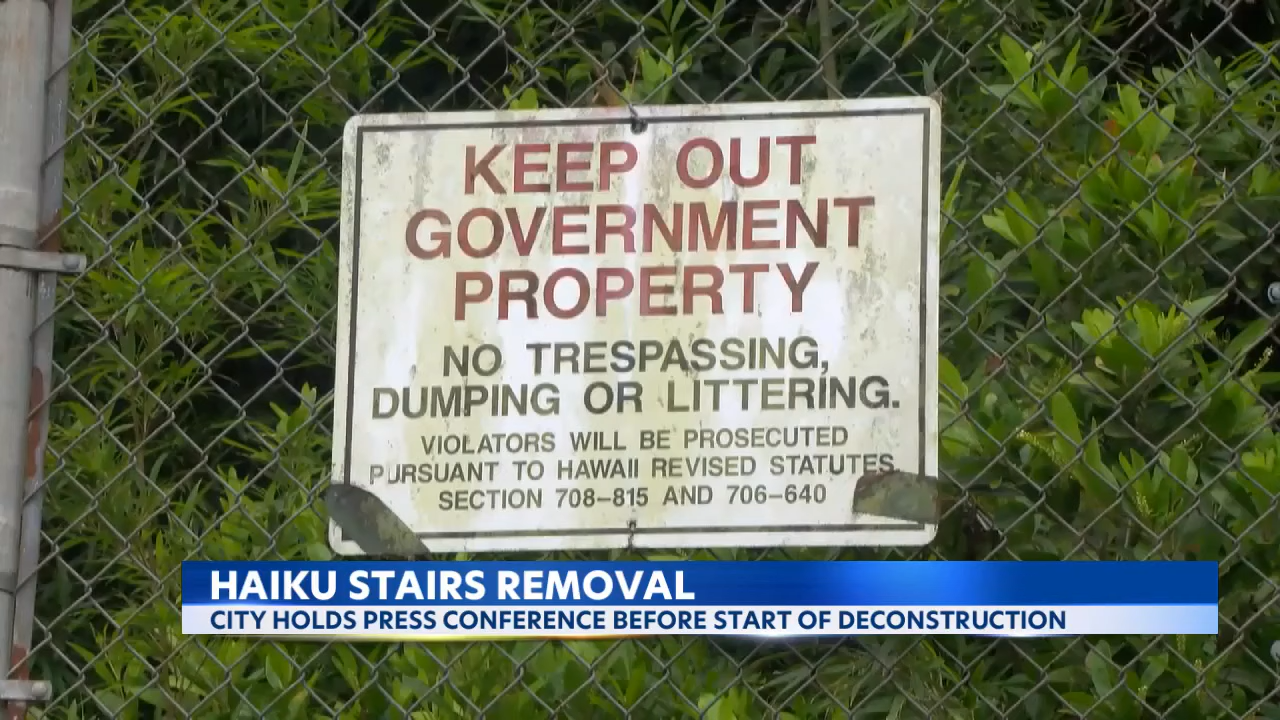 KEEP OUT
GOVERNMENT
PROPERTY
NO TRESPASSING,
DUMPING OR LITTERING.
VIOLATORS WILL BE PROSECUTED
PURSUANT TO HAWAII REVISED STATUTES
SECTION 708-815 AND 706-640
HAIKU STAIRS REMOVAL
CITY HOLDS PRESS CONFERENCE BEFORE START OF DECONSTRUCTION